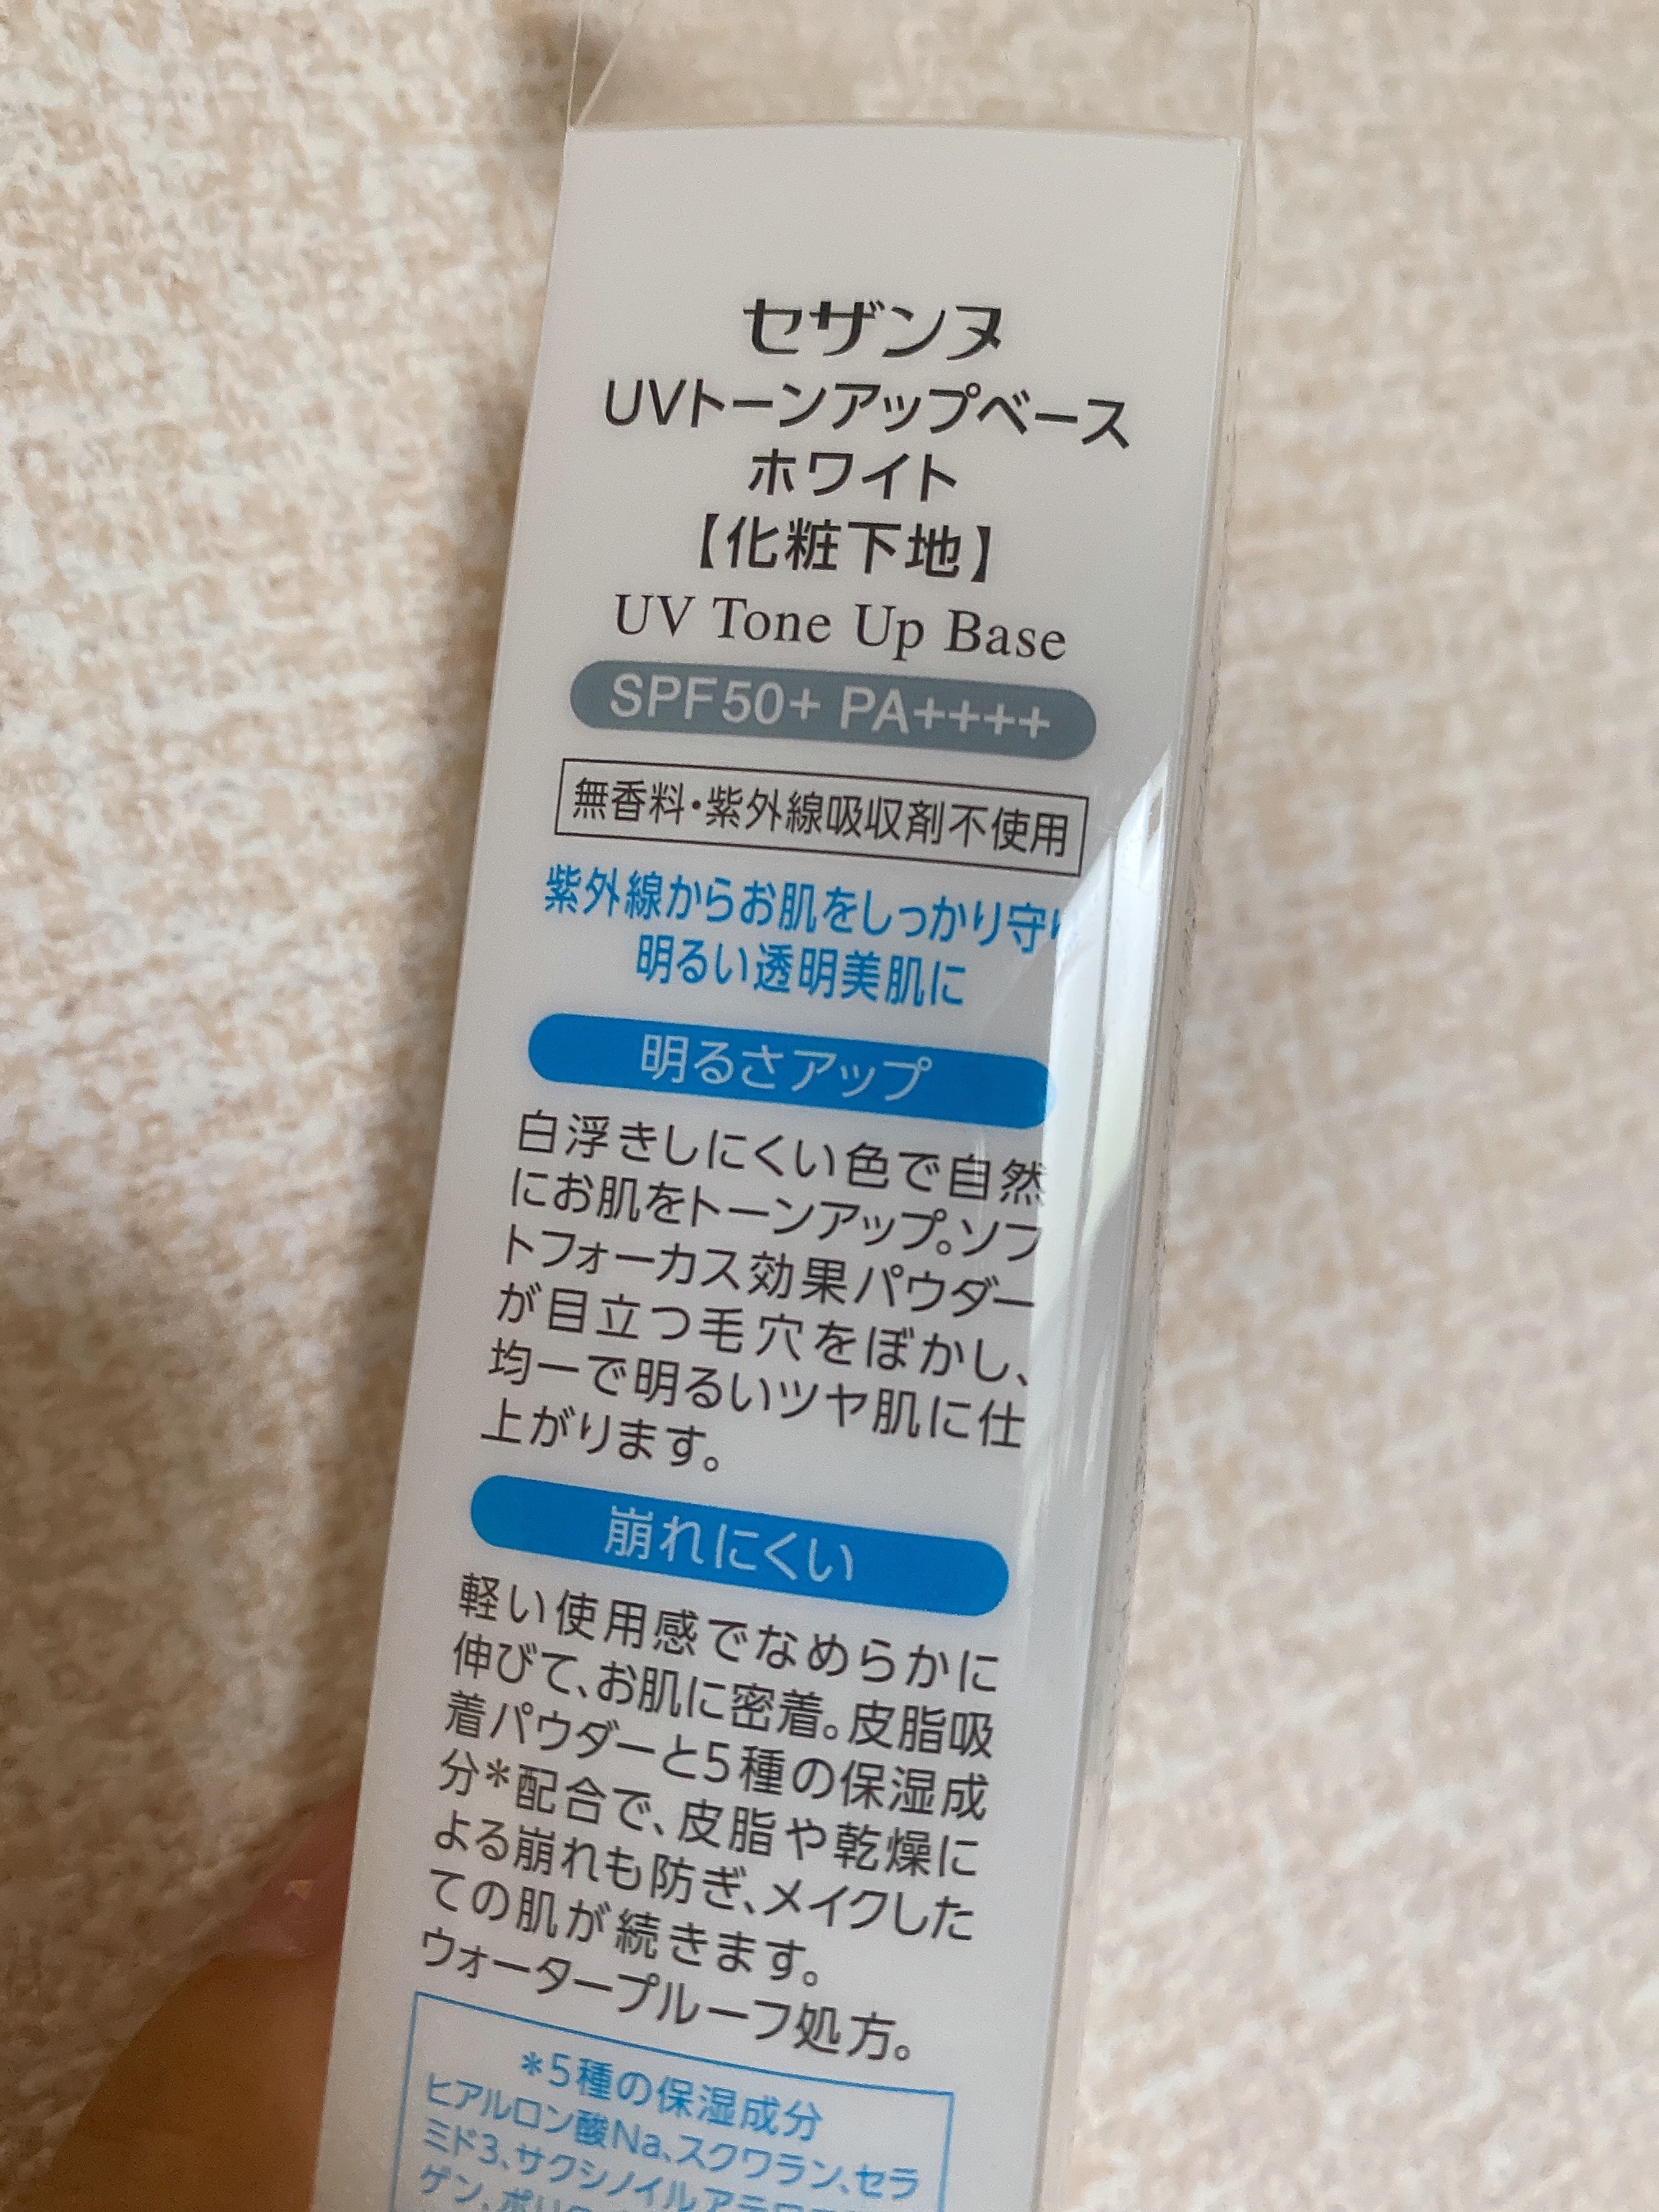 セザンヌ
UVトーンアップベース
ホワイト
【化粧下地】
UV Tone Up Base
SPF50+ PA++++
無香料・紫外線吸収剤不使用
紫外線からお肌をしっかり守り
明るい透明美肌に
明るさアップ
白浮きしにくい色で自然
にお肌をトーンアップ。ソフ
トフォーカス効果パウダー
が目立つ毛穴をぼかし、
均一で明るいツヤ肌に仕
上がります。
崩れにくい
軽い使用感でなめらかに
伸びて、お肌に密着。皮脂吸
着パウダーと5種の保湿成
分*配合で、皮脂や乾燥に
よる崩れも防ぎ、メイクした
ての肌が続きます。
ウォータープルーフ処方。
*5種の保湿成分
ヒアルロン酸Na、スクワラン、セラ
ミド3、サクシノイルアテロ
ゲン、